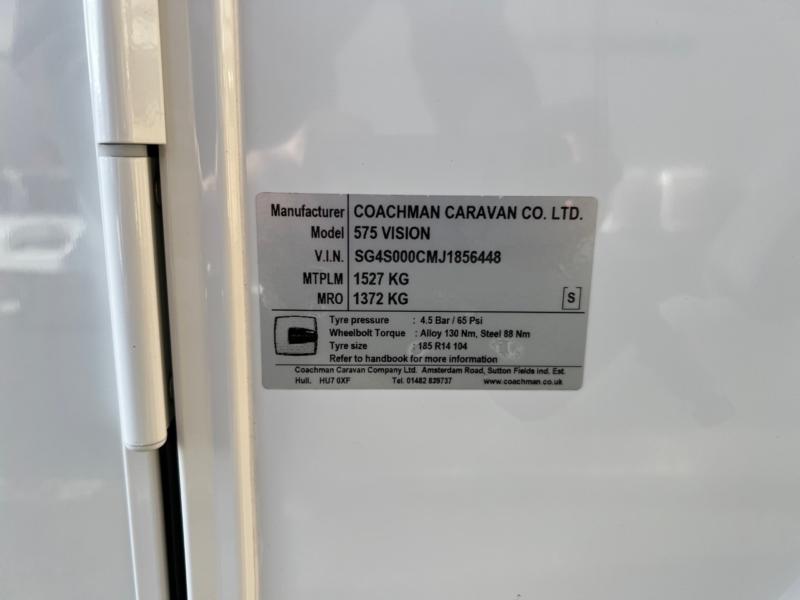 Manufacturer COACHMAN CARAVAN CO. LTD.
Model 575 VISION
V.I.N. SG4S000CMJ1856448
MTPLM 1527 KG
MRO 1372 KG [S]
Tyre pressure : 4.5 Bar / 65 Psi
Wheelbolt Torque : Alloy 130 Nm, Steel 88 Nm
Tyre size : 185 R14 104
Refer to handbook for more information
Coachman Caravan Company Ltd. Amsterdam Road, Sutton Fields ind. Est.
Hull. HU7 0XF Tel. 01482 839737 www.coachman.co.uk